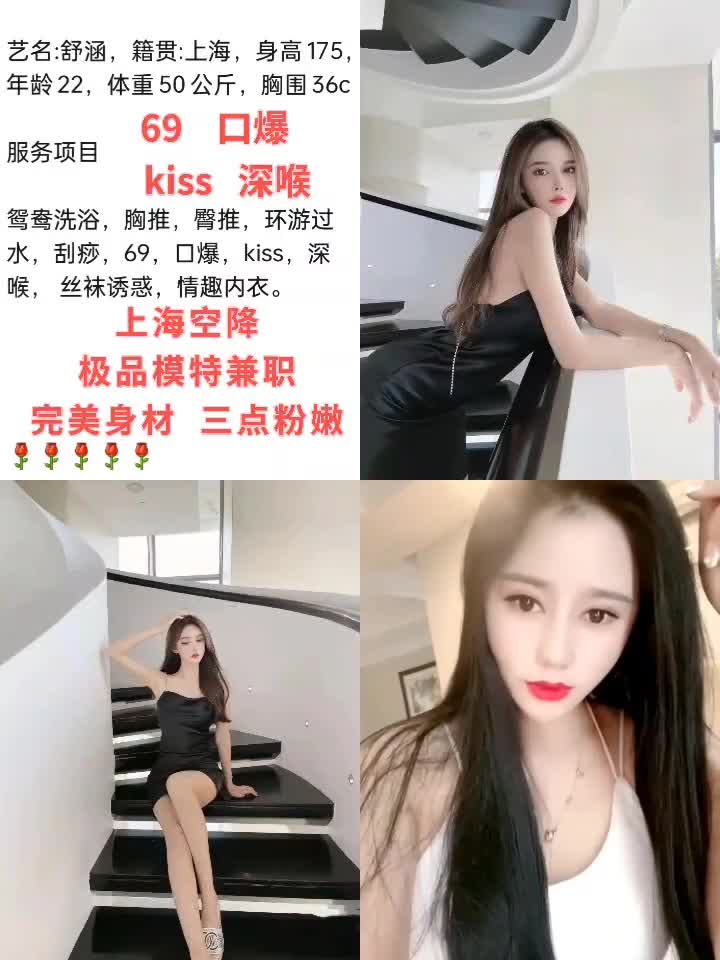 艺名:舒涵，籍贯:上海，身高175，
年龄22，体重50公斤，胸围36c
69 口爆
服务项目
kiss 深喉
鸳鸯洗浴，胸推，臀推，环游过
水，刮痧，69，口爆，kiss，深
喉， 丝袜诱惑，情趣内衣。
上海空降
极品模特兼职
完美身材 三点粉嫩